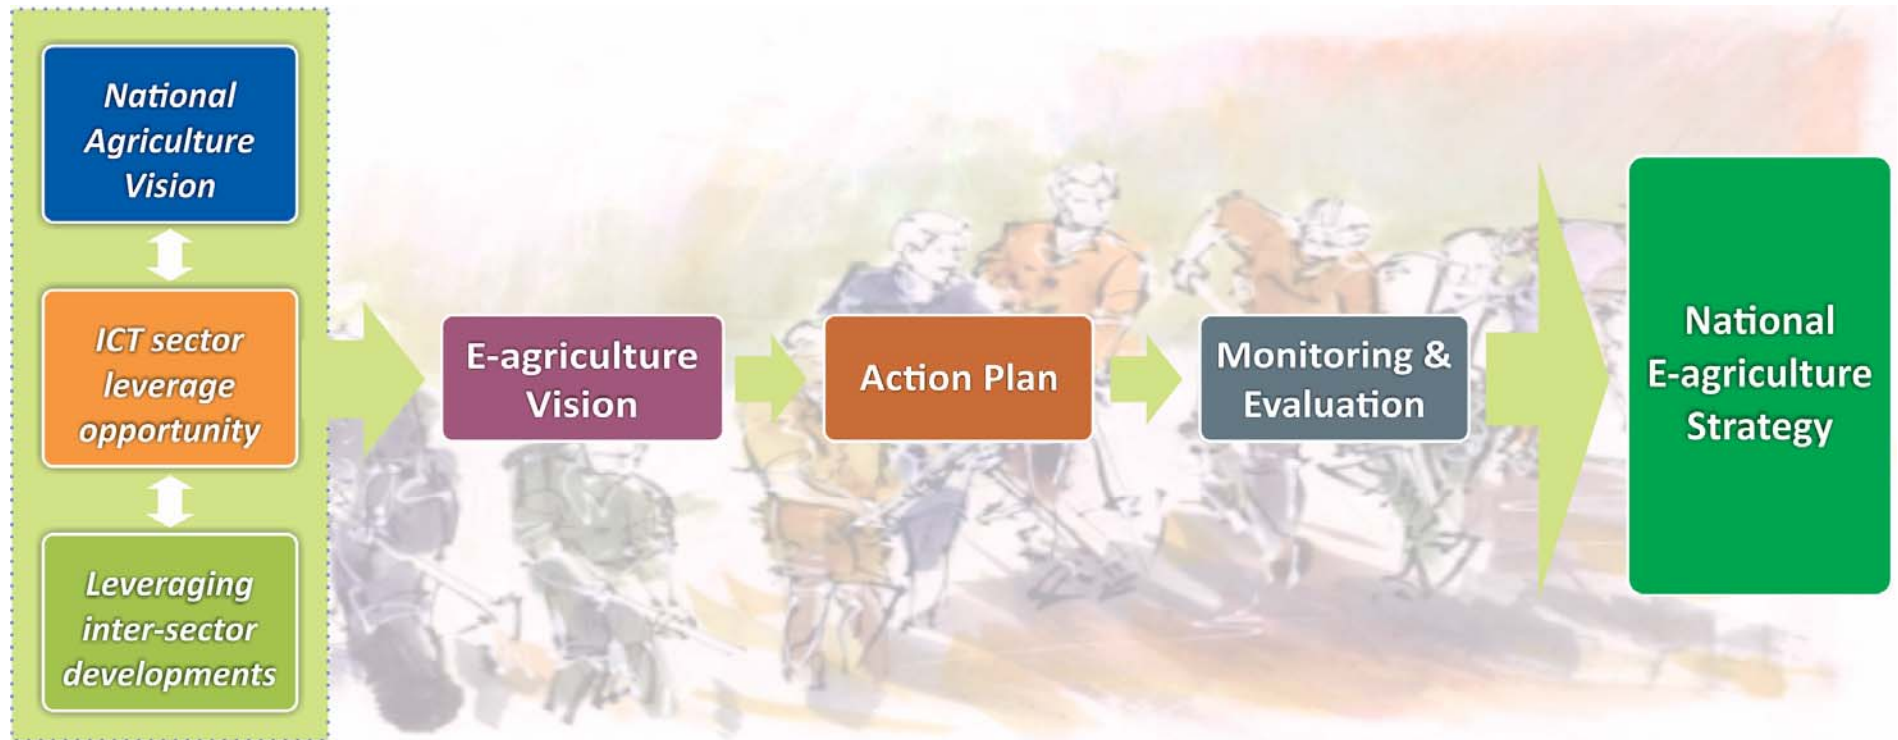 National
Agriculture
Vision
ICT sector
leverage
opportunity
Leveraging
inter-sector
developments
E-agriculture
Vision
Action Plan
Monitoring &
Evaluation
National
E-agriculture
Strategy